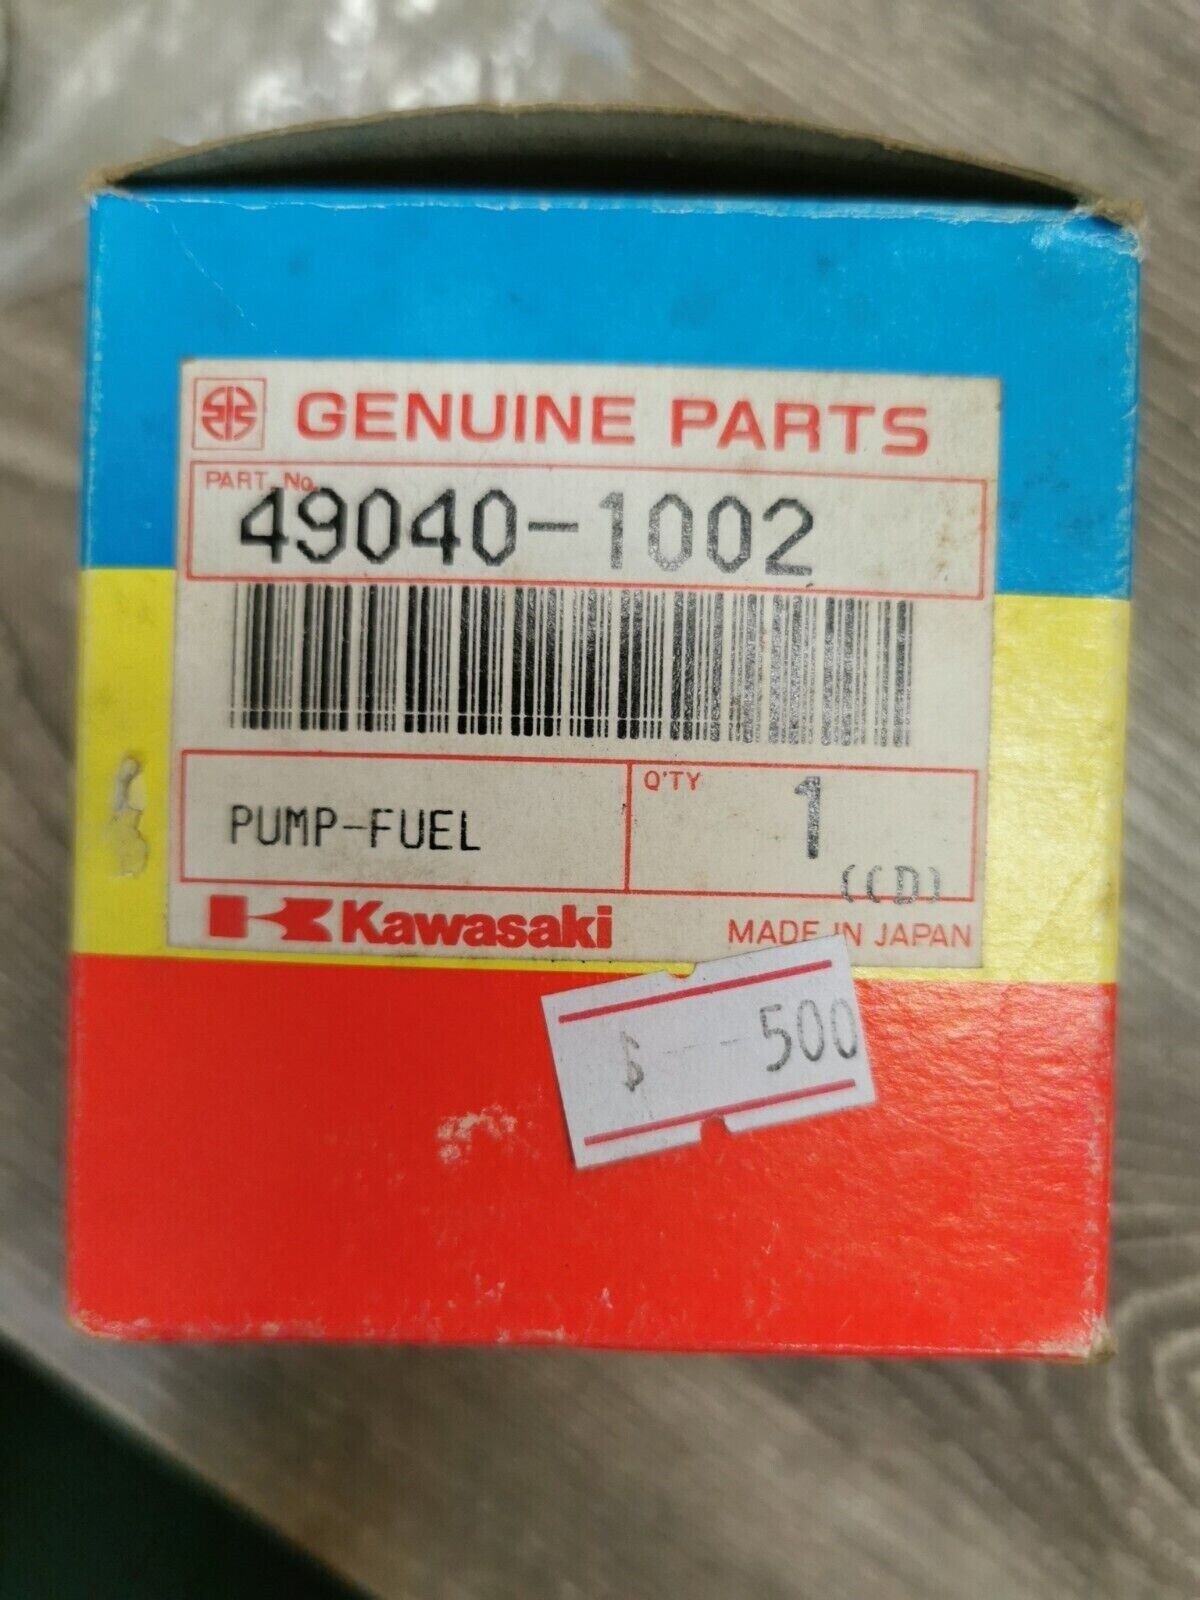 GENUINE PARTS
PART. No.
49040-1002
PUMP-FUEL
Q'TY
1
(CD)
Kawasaki
MADE IN JAPAN
$ 500